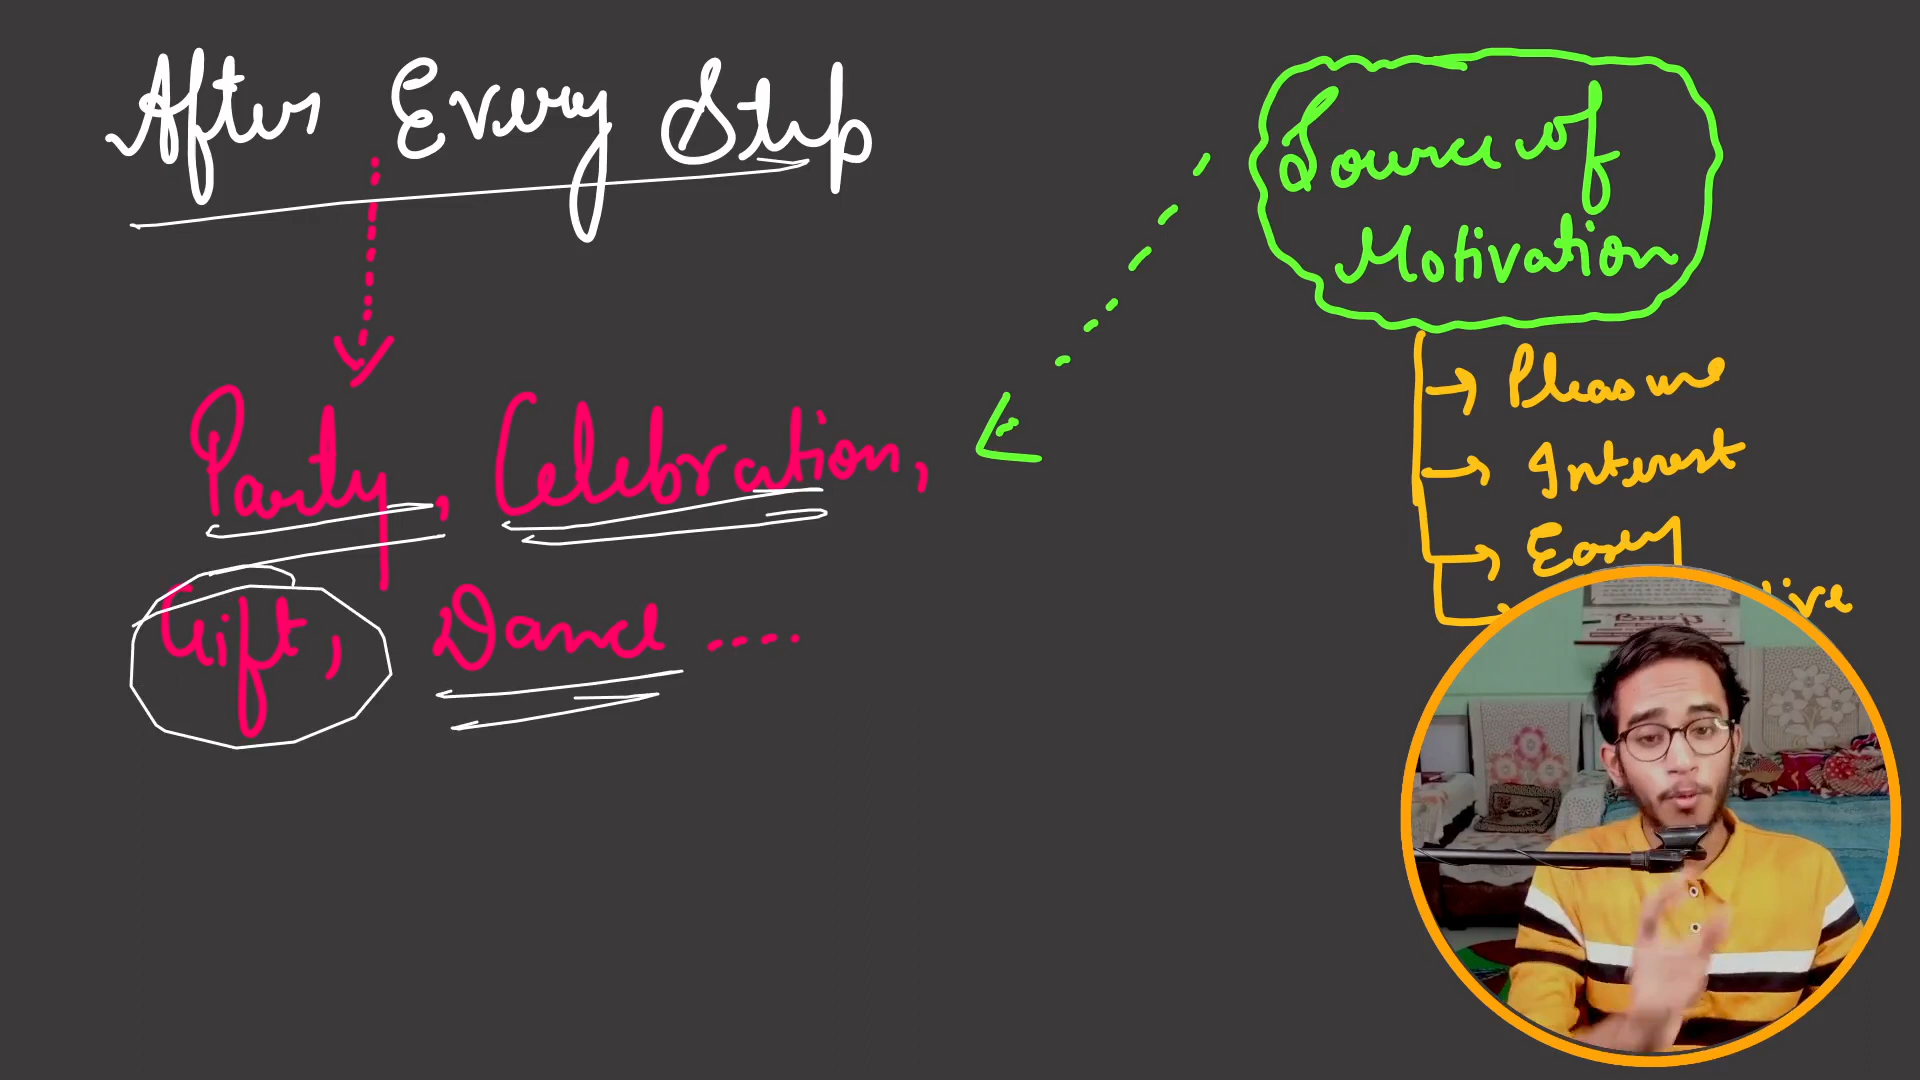 After Every Step
Party, Celebration,
Gift, Dance ....
Source of
Motivation
Pleasure
Interest
Easy